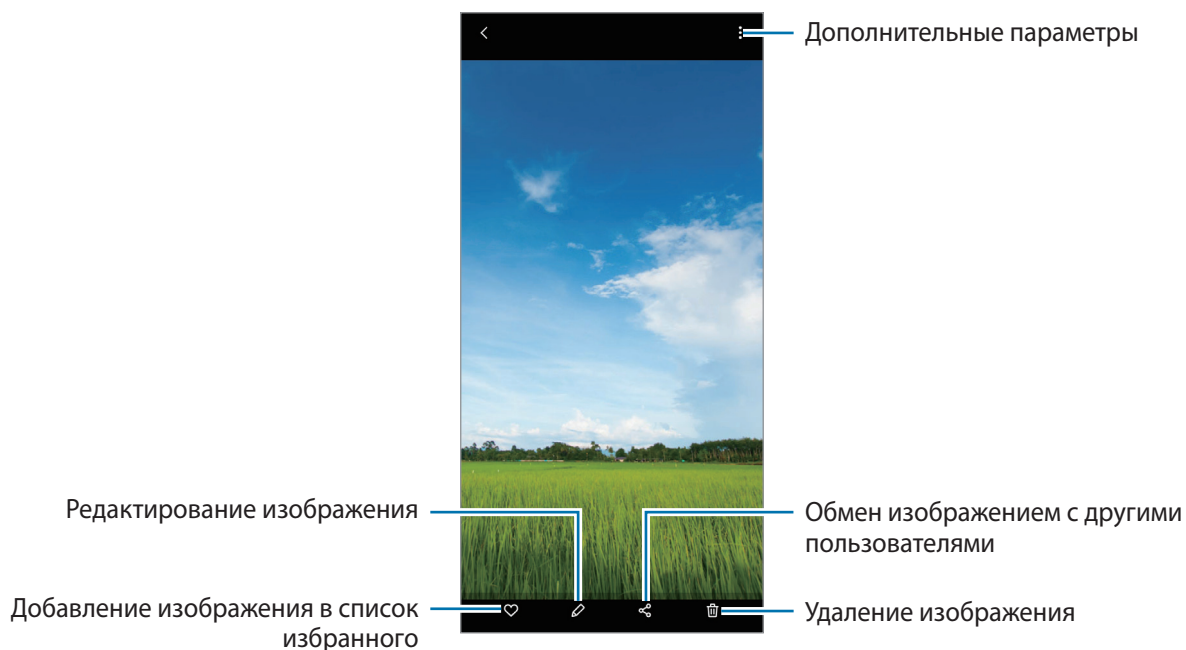 Дополнительные параметры
Редактирование изображения
Обмен изображением с другими
пользователями
Добавление изображения в список
избранного
Удаление изображения